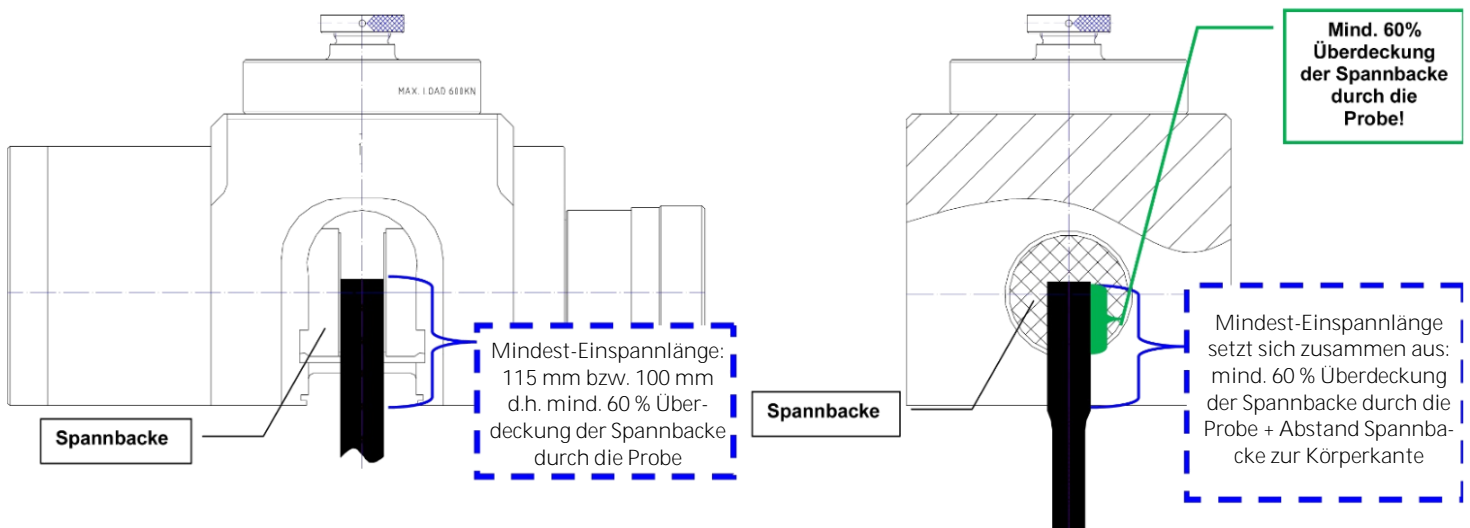 MAX. 1 DAD 600KN
Spannbacke
Mindest-Einspannlänge:
115 mm bzw. 100 mm
d.h. mind. 60 % Über-
deckung der Spannbacke
durch die Probe
Mind. 60%
Überdeckung
der Spannbacke
durch die
Probe!
Spannbacke
Mindest-Einspannlänge
setzt sich zusammen aus:
mind. 60 % Überdeckung
der Spannbacke durch die
Probe + Abstand Spannba-
cke zur Körperkante